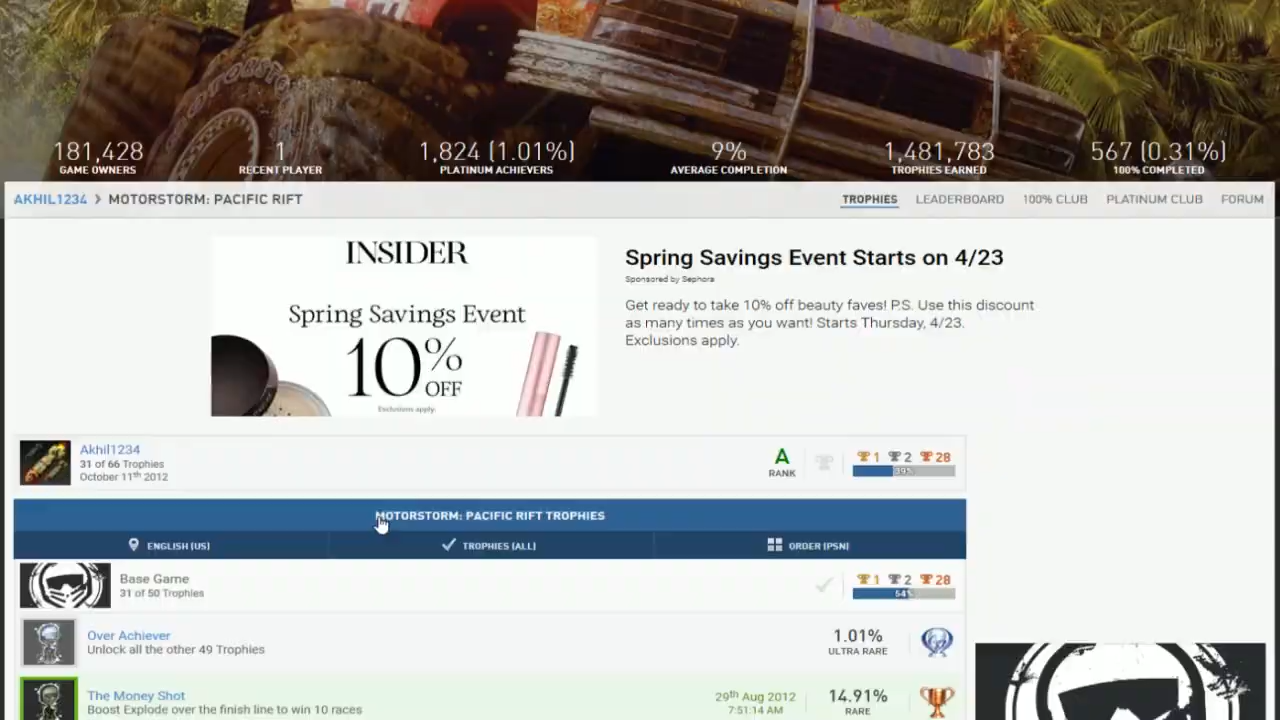 181,428
GAME OWNERS
1
RECENT PLAYER
1,824 (1.01%)
PLATINUM ACHIEVERS
9%
AVERAGE COMPLETION
1,481,783
TROPHIES EARNED
567 (0.31%)
100% COMPLETED
AKHIL1234 > MOTORSTORM: PACIFIC RIFT
TROPHIES LEADERBOARD 100% CLUB PLATINUM CLUB FORUM
INSIDER
Spring Savings Event
10% OFF
Exclusions apply.
Spring Savings Event Starts on 4/23
Sponsored by Sephora
Get ready to take 10% off beauty faves! P.S. Use this discount
as many times as you want! Starts Thursday, 4/23.
Exclusions apply.
Akhil1234
31 of 66 Trophies
October 11th 2012
A
RANK
1 2 28
39%
MOTORSTORM: PACIFIC RIFT TROPHIES
ENGLISH (US) TROPHIES (ALL) ORDER (PSN)
Base Game
31 of 50 Trophies
1 2 28
54%
Over Achiever
Unlock all the other 49 Trophies
1.01%
ULTRA RARE
The Money Shot
Boost Explode over the finish line to win 10 races
29th Aug 2012
7:51:14 AM
14.91%
RARE